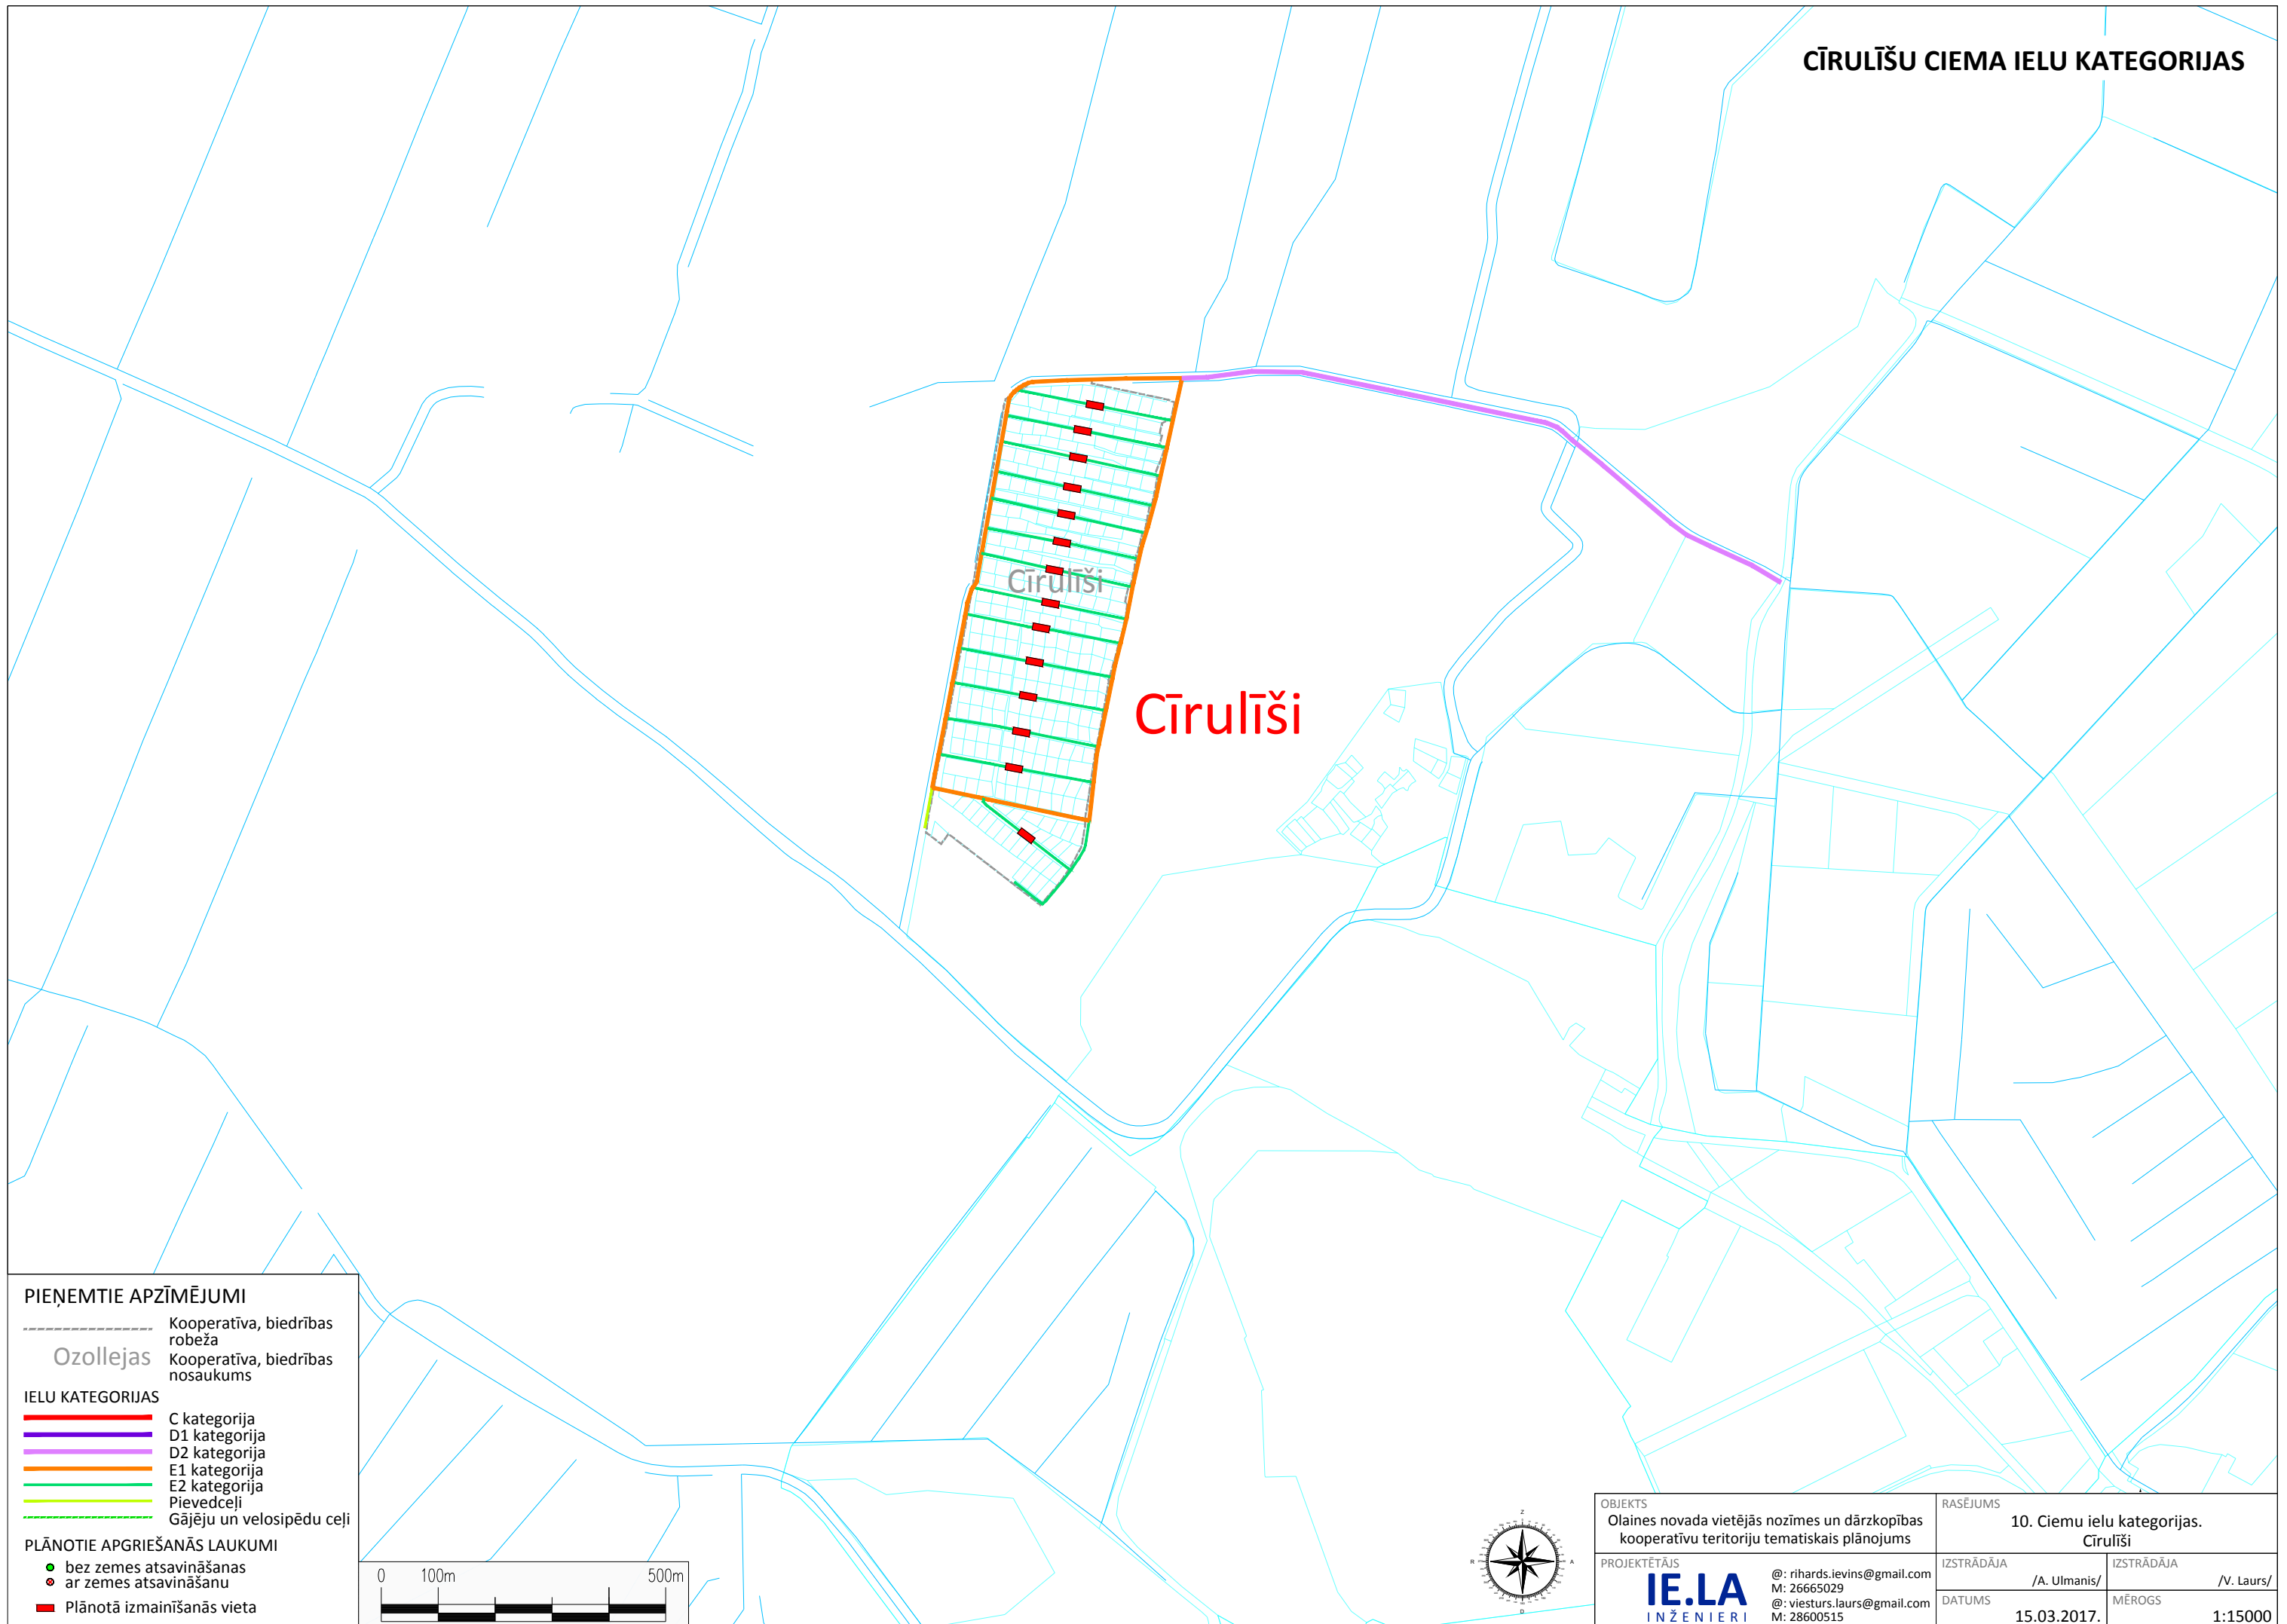 CĪRULĪŠU CIEMA IELU KATEGORIJAS
Cīrulīši
Cīrulīši
PIEŅEMTIE APZĪMĒJUMI
Kooperatīva, biedrības
robeža
Ozollejas
Kooperatīva, biedrības
nosaukums
IELU KATEGORIJAS
C kategorija
D1 kategorija
D2 kategorija
E1 kategorija
E2 kategorija
Pievedceļi
Gājēju un velosipēdu ceļi
PLĀNOTIE APGRIEŠANĀS LAUKUMI
bez zemes atsavināšanas
ar zemes atsavināšanu
Plānotā izmainīšanās vieta
0 100m 500m
Z
R A
D
OBJEKTS
Olaines novada vietējās nozīmes un dārzkopības
kooperatīvu teritoriju tematiskais plānojums
RASĒJUMS
10. Ciemu ielu kategorijas.
Cīrulīši
PROJEKTĒTĀJS
IE.LA
INŽENIERI
@: rihards.ievins@gmail.com
M: 26665029
@: viesturs.laurs@gmail.com
M: 28600515
IZSTRĀDĀJA
/A. Ulmanis/
IZSTRĀDĀJA
/V. Laurs/
DATUMS
15.03.2017.
MĒROGS
1:15000